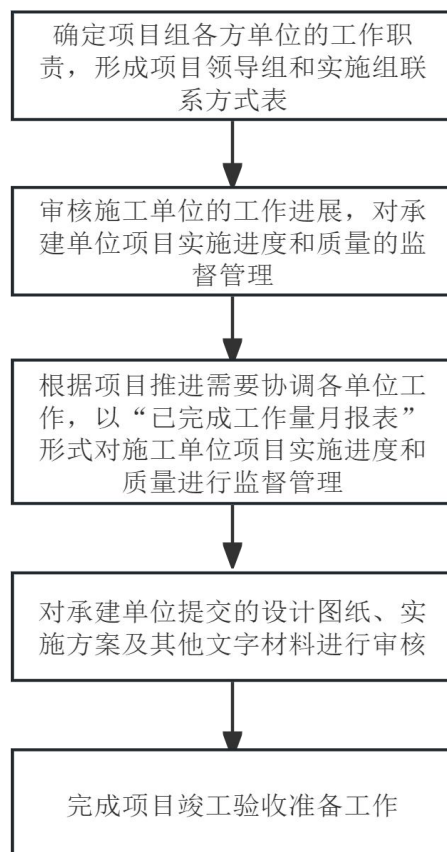 确定项目组各方单位的工作职
责，形成项目领导组和实施组联
系方式表
审核施工单位的工作进展，对承
建单位项目实施进度和质量的监
督管理
根据项目推进需要协调各单位工
作，以“已完成工作量月报表”
形式对施工单位项目实施进度和
质量进行监督管理
对承建单位提交的设计图纸、实
施方案及其他文字材料进行审核
完成项目竣工验收准备工作